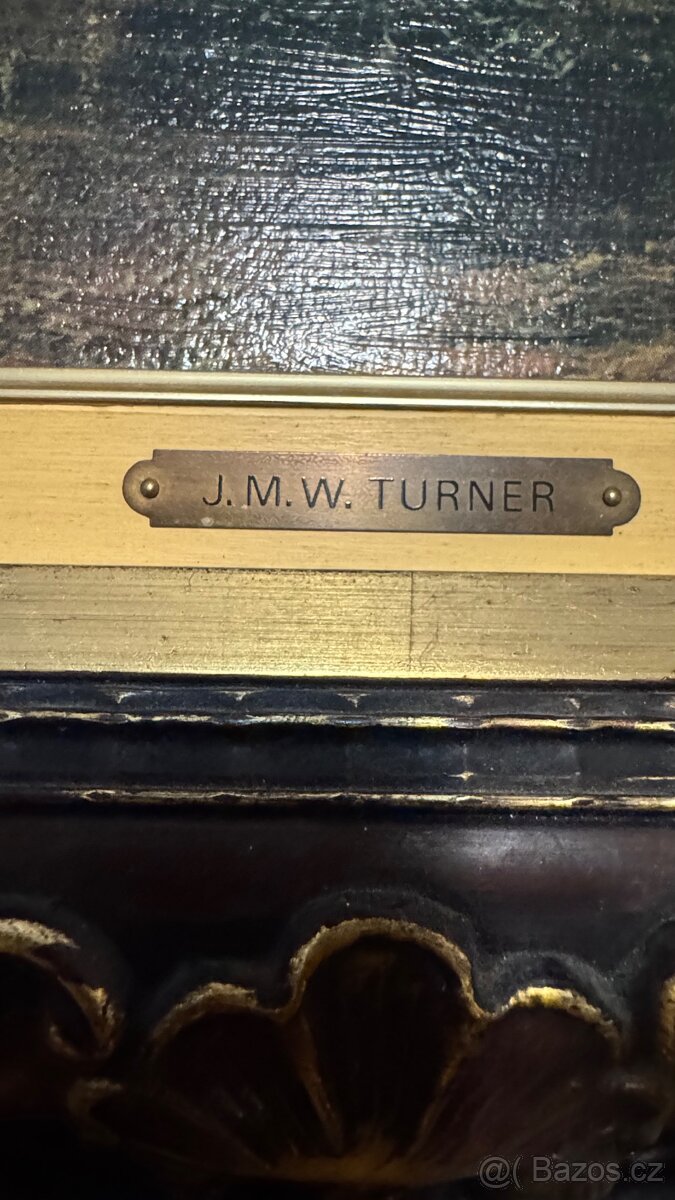 J. M. W. TURNER
@( Bazos.cz